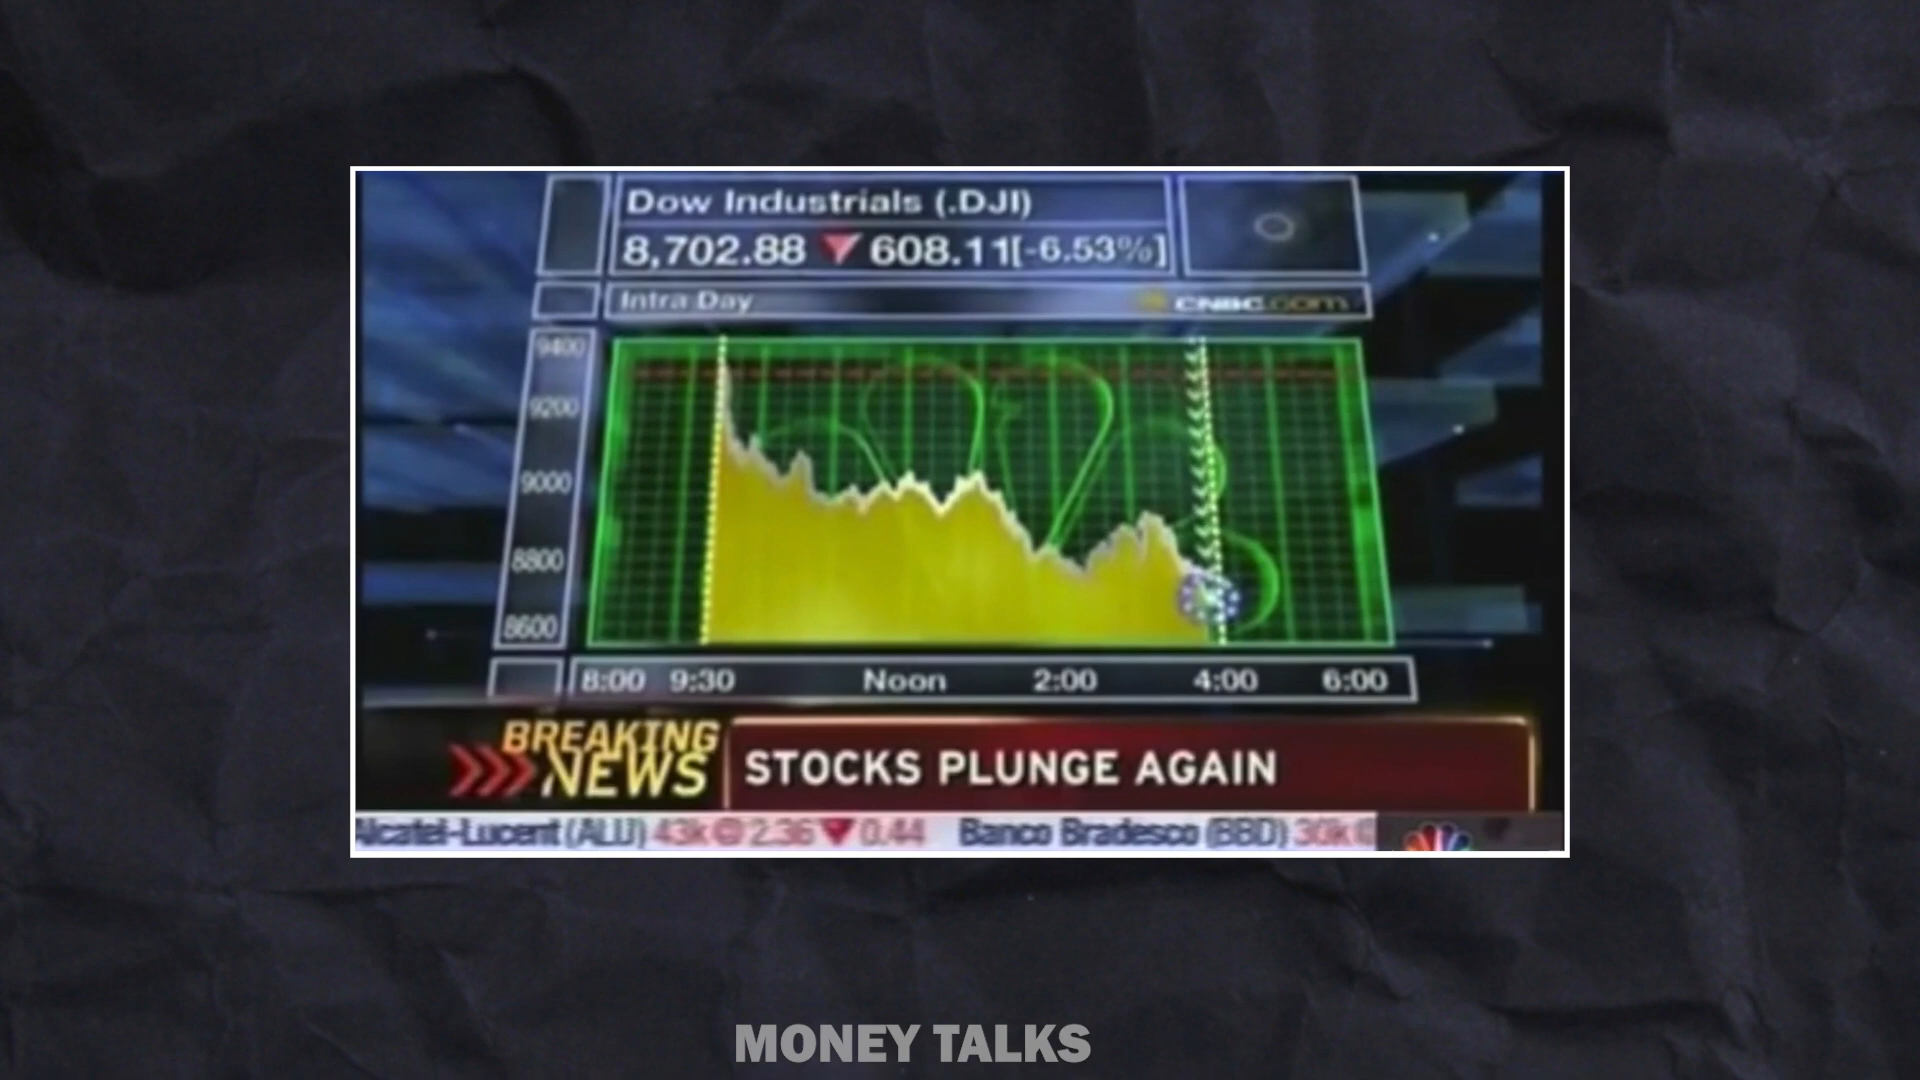 Dow Industrials (.DJI)
8,702.88 ▼ 608.11[-6.53%]
Intra Day
CNBC.com
9400
9200
9000
8800
8600
8:00 9:30 Noon 2:00 4:00 6:00
BREAKING
NEWS
STOCKS PLUNGE AGAIN
Alcatel-Lucent (ALU) 43k@2.36▼0.44 Banco Bradesco (BBD) 30k@
MONEY TALKS